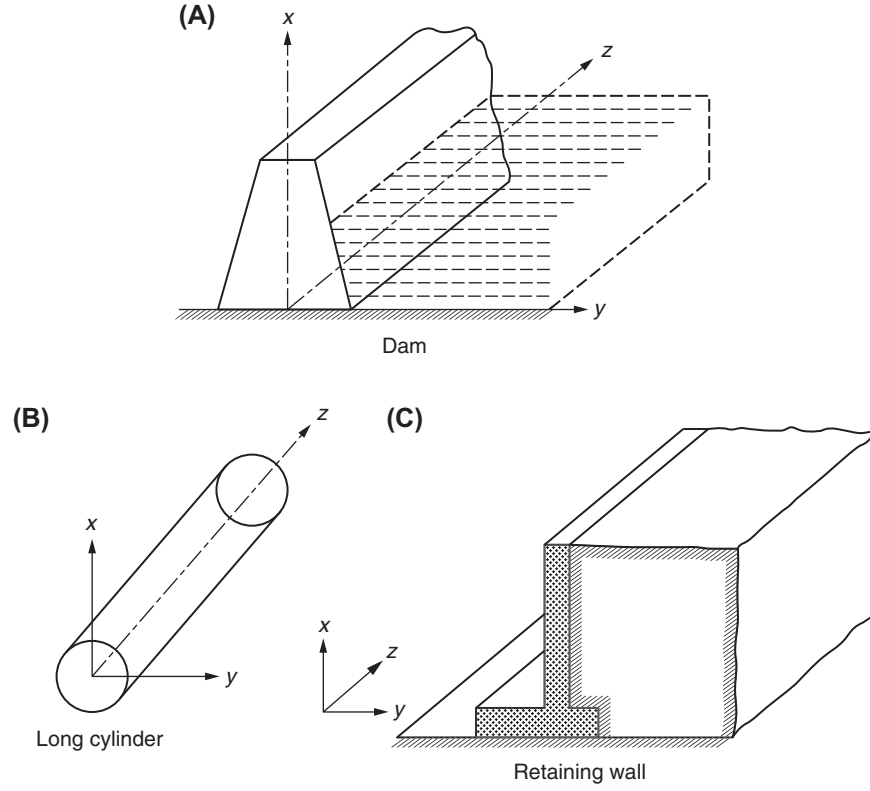 (A)
x
z
y
Dam
(B)
z
x
y
Long cylinder
(C)
x
z
y
Retaining wall